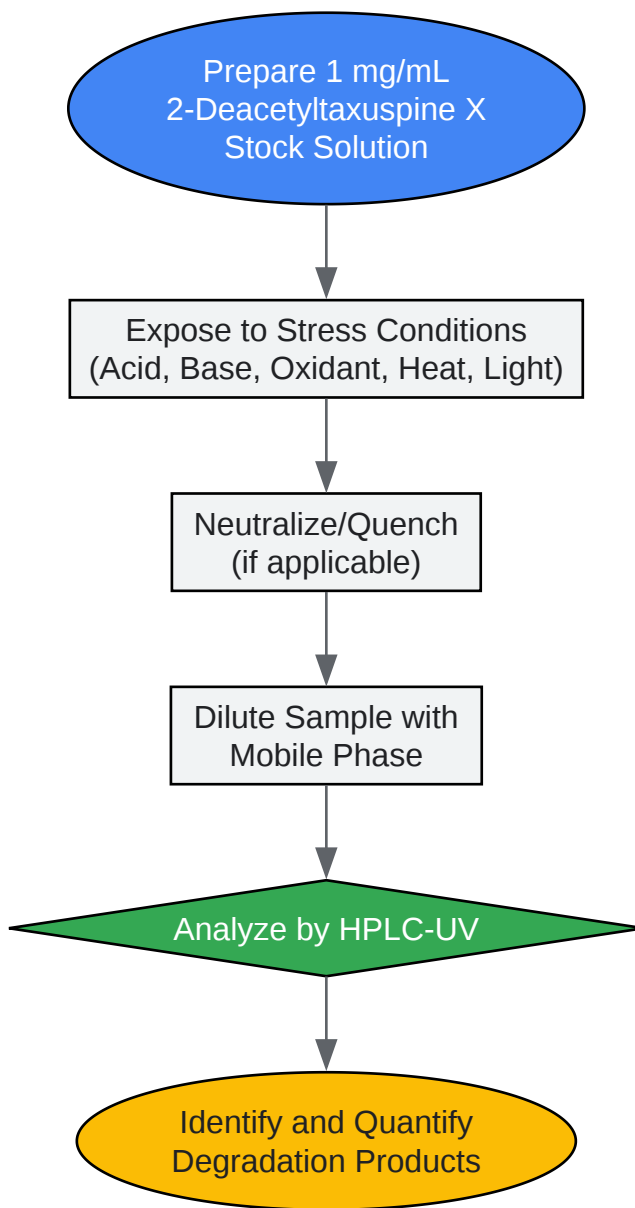 Prepare 1 mg/mL
2-Deacetyltaxuspine X
Stock Solution
Expose to Stress Conditions
(Acid, Base, Oxidant, Heat, Light)
Neutralize/Quench
(if applicable)
Dilute Sample with
Mobile Phase
Analyze by HPLC-UV
Identify and Quantify
Degradation Products